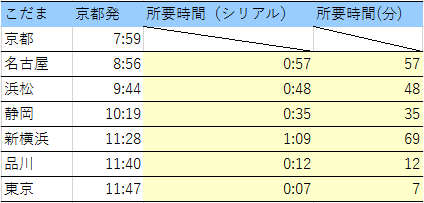 こだま 京都発 所要時間（シリアル） 所要時間(分)
京都 7:59
名古屋 8:56 0:57 57
浜松 9:44 0:48 48
静岡 10:19 0:35 35
新横浜 11:28 1:09 69
品川 11:40 0:12 12
東京 11:47 0:07 7